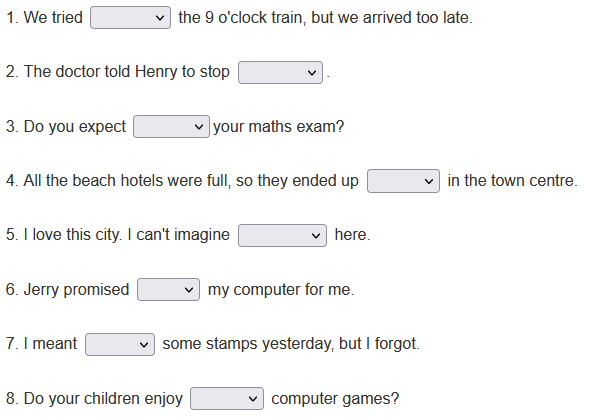 1. We tried the 9 o'clock train, but we arrived too late.
2. The doctor told Henry to stop .
3. Do you expect your maths exam?
4. All the beach hotels were full, so they ended up in the town centre.
5. I love this city. I can't imagine here.
6. Jerry promised my computer for me.
7. I meant some stamps yesterday, but I forgot.
8. Do your children enjoy computer games?